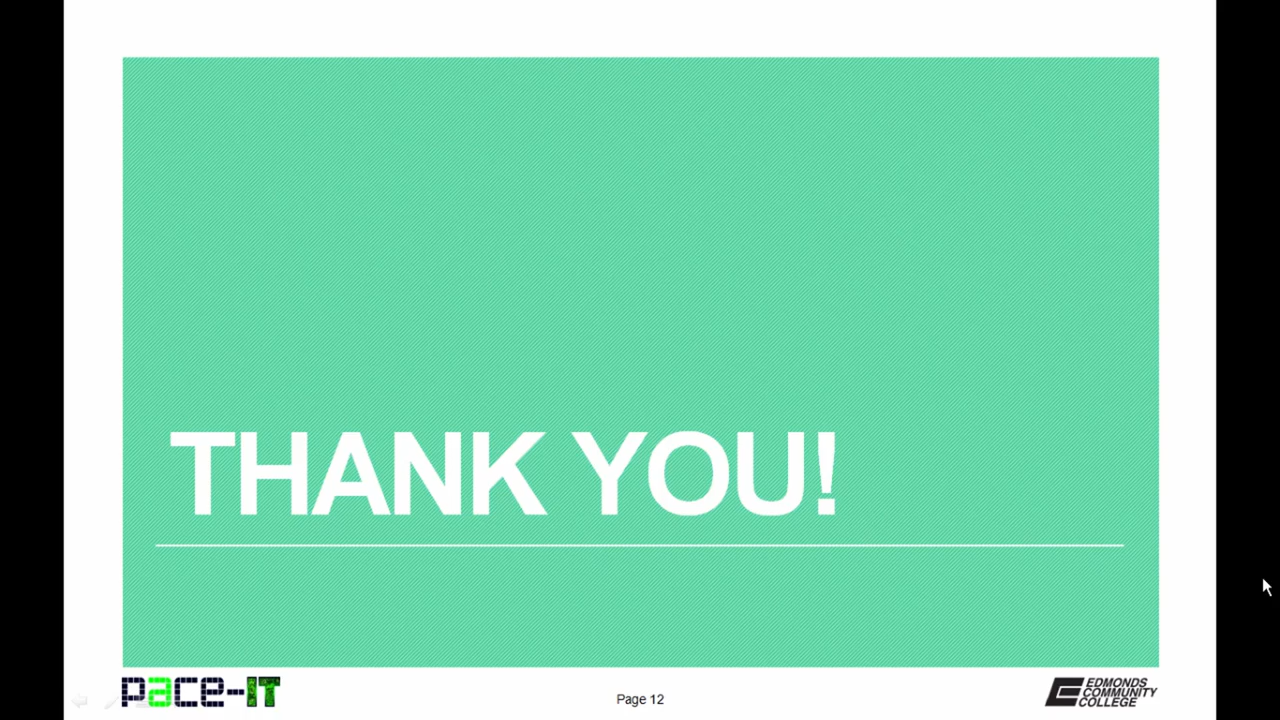 THANK YOU!
pace-IT
Page 12
EDMONDS
COMMUNITY
COLLEGE